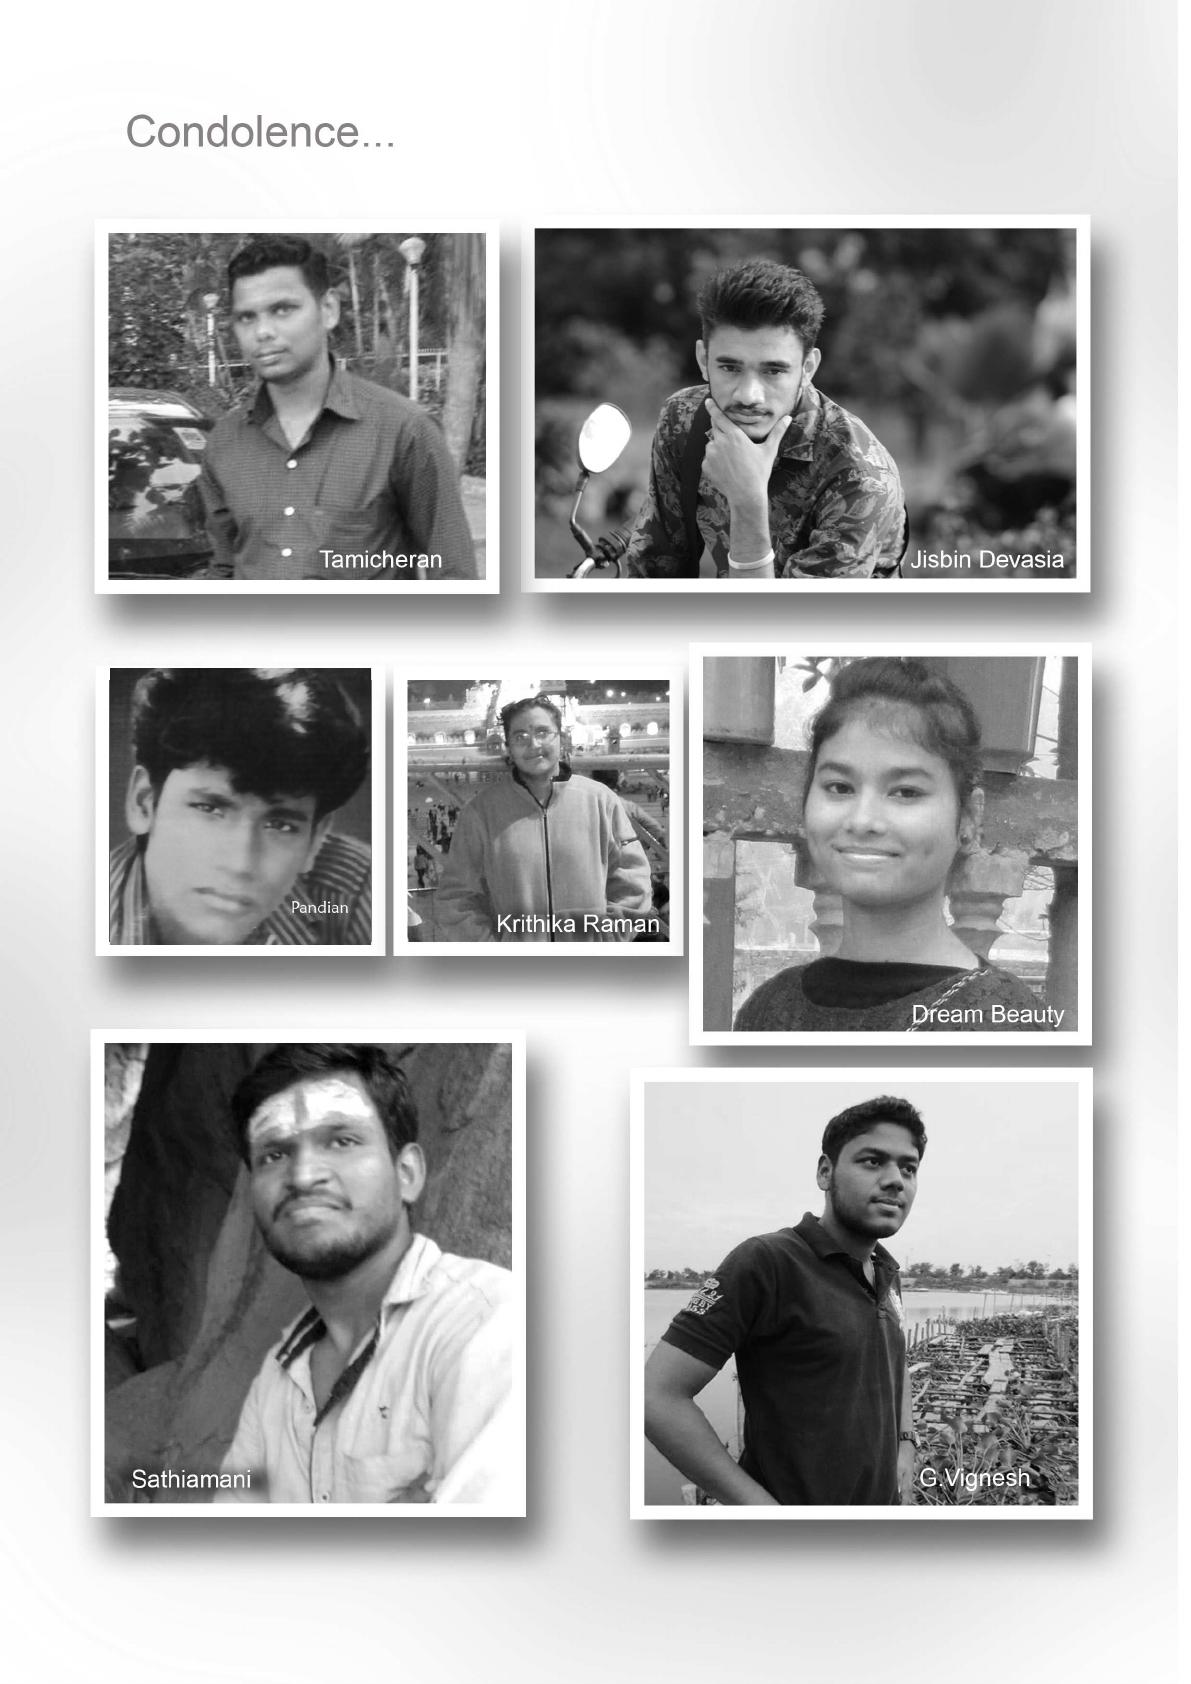 Condolence...
Tamicheran
Jisbin Devasia
Pandian
Krithika Raman
Dream Beauty
Sathiamani
G.Vignesh